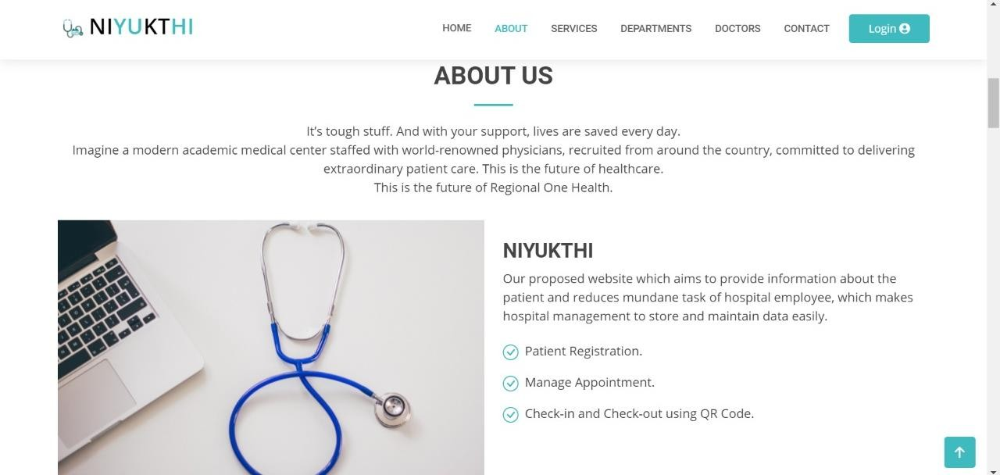 NIYUKTHI
HOME ABOUT SERVICES DEPARTMENTS DOCTORS CONTACT Login
ABOUT US
It’s tough stuff. And with your support, lives are saved every day.
Imagine a modern academic medical center staffed with world-renowned physicians, recruited from around the country, committed to delivering
extraordinary patient care. This is the future of healthcare.
This is the future of Regional One Health.
NIYUKTHI
Our proposed website which aims to provide information about the
patient and reduces mundane task of hospital employee, which makes
hospital management to store and maintain data easily.
Patient Registration.
Manage Appointment.
Check-in and Check-out using QR Code.